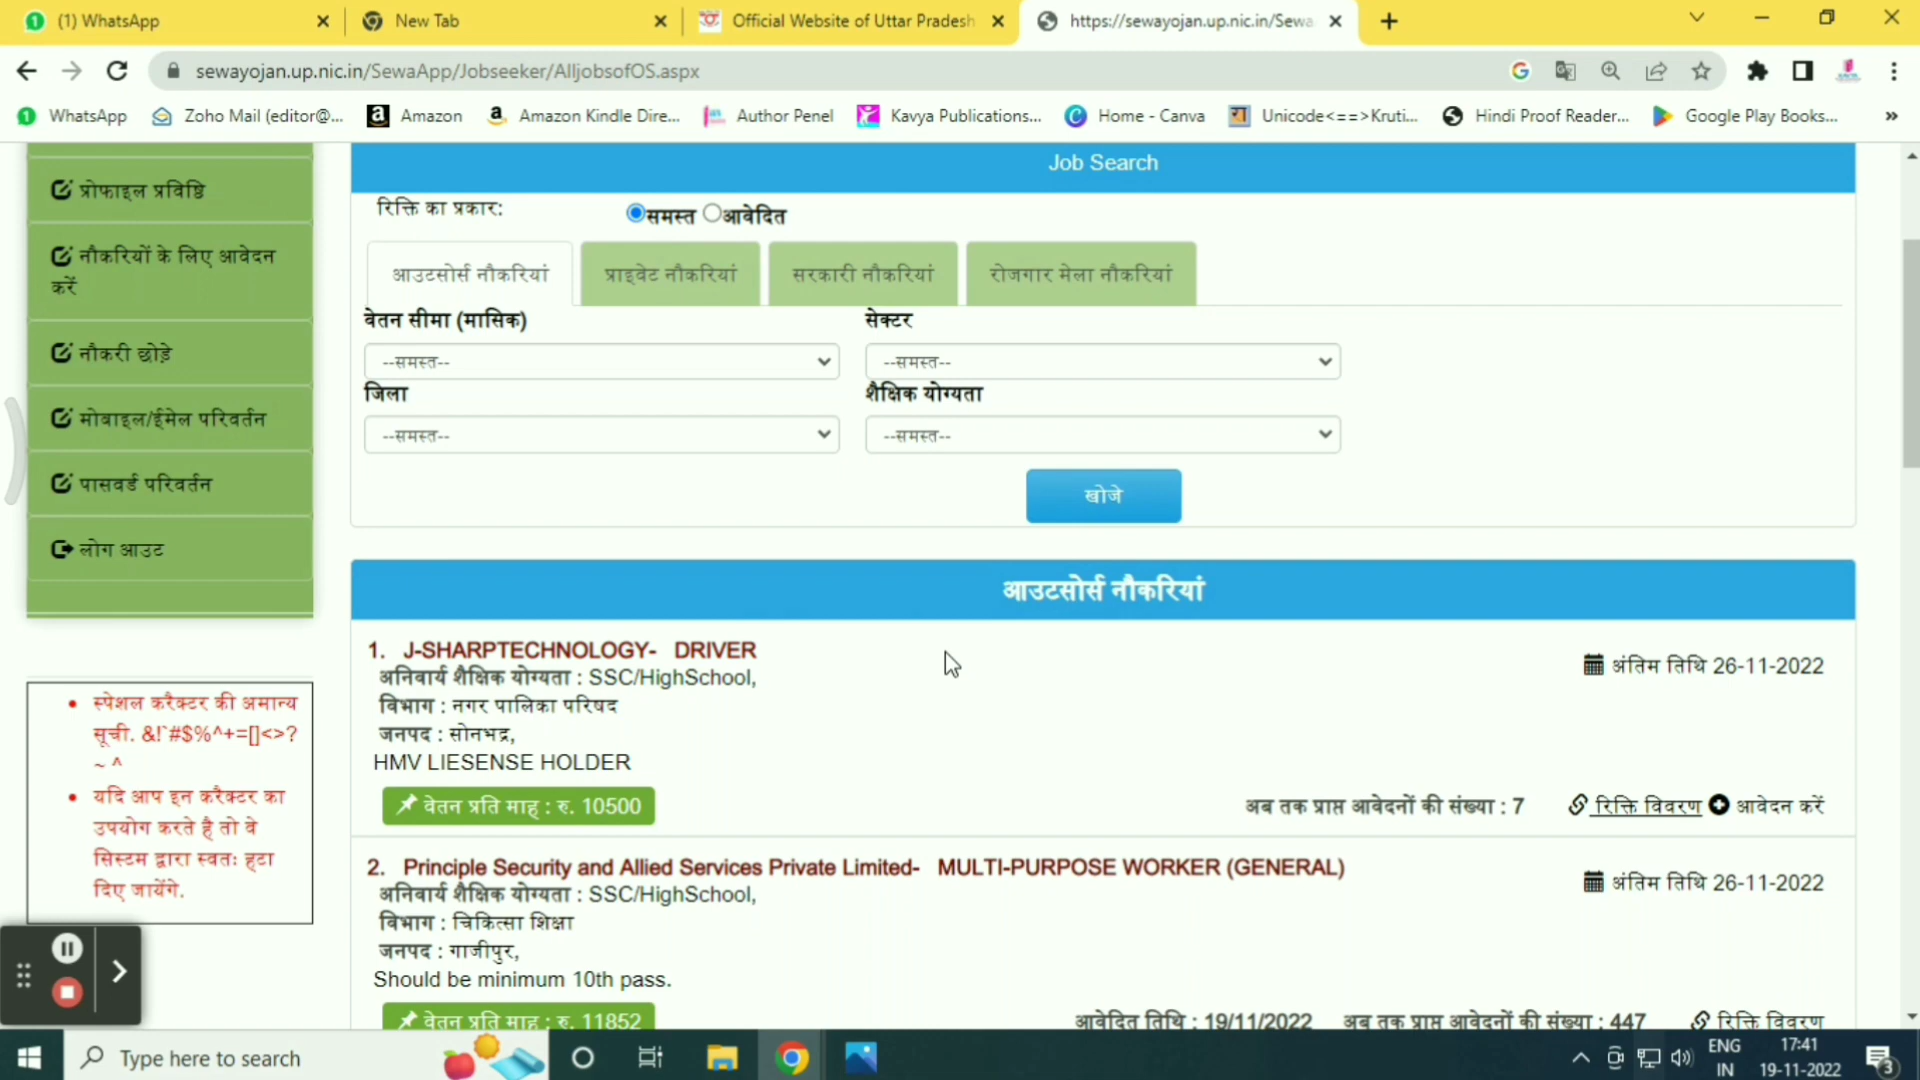 (1) WhatsApp
New Tab
Official Website of Uttar Pradesh
https://sewayojan.up.nic.in/Sewa
sewayojan.up.nic.in/SewaApp/Jobseeker/AlljobsofOS.aspx
WhatsApp
Zoho Mail (editor@...
Amazon
Amazon Kindle Dire...
Author Penel
Kavya Publications...
Home - Canva
Unicode<==>Kruti...
Hindi Proof Reader...
Google Play Books...
प्रोफाइल प्रविष्टि
नौकरियों के लिए आवेदन
करें
नौकरी छोड़े
मोबाइल/ईमेल परिवर्तन
पासवर्ड परिवर्तन
लोग आउट
स्पेशल करैक्टर की अमान्य
सूची. &!`#$%^+=[]<>?
~ ^
यदि आप इन करैक्टर का
उपयोग करते है तो वे
सिस्टम द्वारा स्वतः हटा
दिए जायेंगे.
Job Search
रिक्ति का प्रकार:
समस्त आवेदित
आउटसोर्स नौकरियां
प्राइवेट नौकरियां
सरकारी नौकरियां
रोजगार मेला नौकरियां
वेतन सीमा (मासिक)
सेक्टर
--समस्त--
--समस्त--
जिला
शैक्षिक योग्यता
--समस्त--
--समस्त--
खोजे
आउटसोर्स नौकरियां
1. J-SHARPTECHNOLOGY- DRIVER
अंतिम तिथि 26-11-2022
अनिवार्य शैक्षिक योग्यता : SSC/HighSchool,
विभाग : नगर पालिका परिषद
जनपद : सोनभद्र,
HMV LIESENSE HOLDER
वेतन प्रति माह : रु. 10500
अब तक प्राप्त आवेदनों की संख्या : 7
रिक्ति विवरण
आवेदन करें
2. Principle Security and Allied Services Private Limited- MULTI-PURPOSE WORKER (GENERAL)
अंतिम तिथि 26-11-2022
अनिवार्य शैक्षिक योग्यता : SSC/HighSchool,
विभाग : चिकित्सा शिक्षा
जनपद : गाजीपुर,
Should be minimum 10th pass.
वेतन प्रति माह : रु. 11852
आवेदित तिथि : 19/11/2022
अब तक प्राप्त आवेदनों की संख्या : 447
रिक्ति विवरण
Type here to search
ENG
IN
17:41
19-11-2022
3